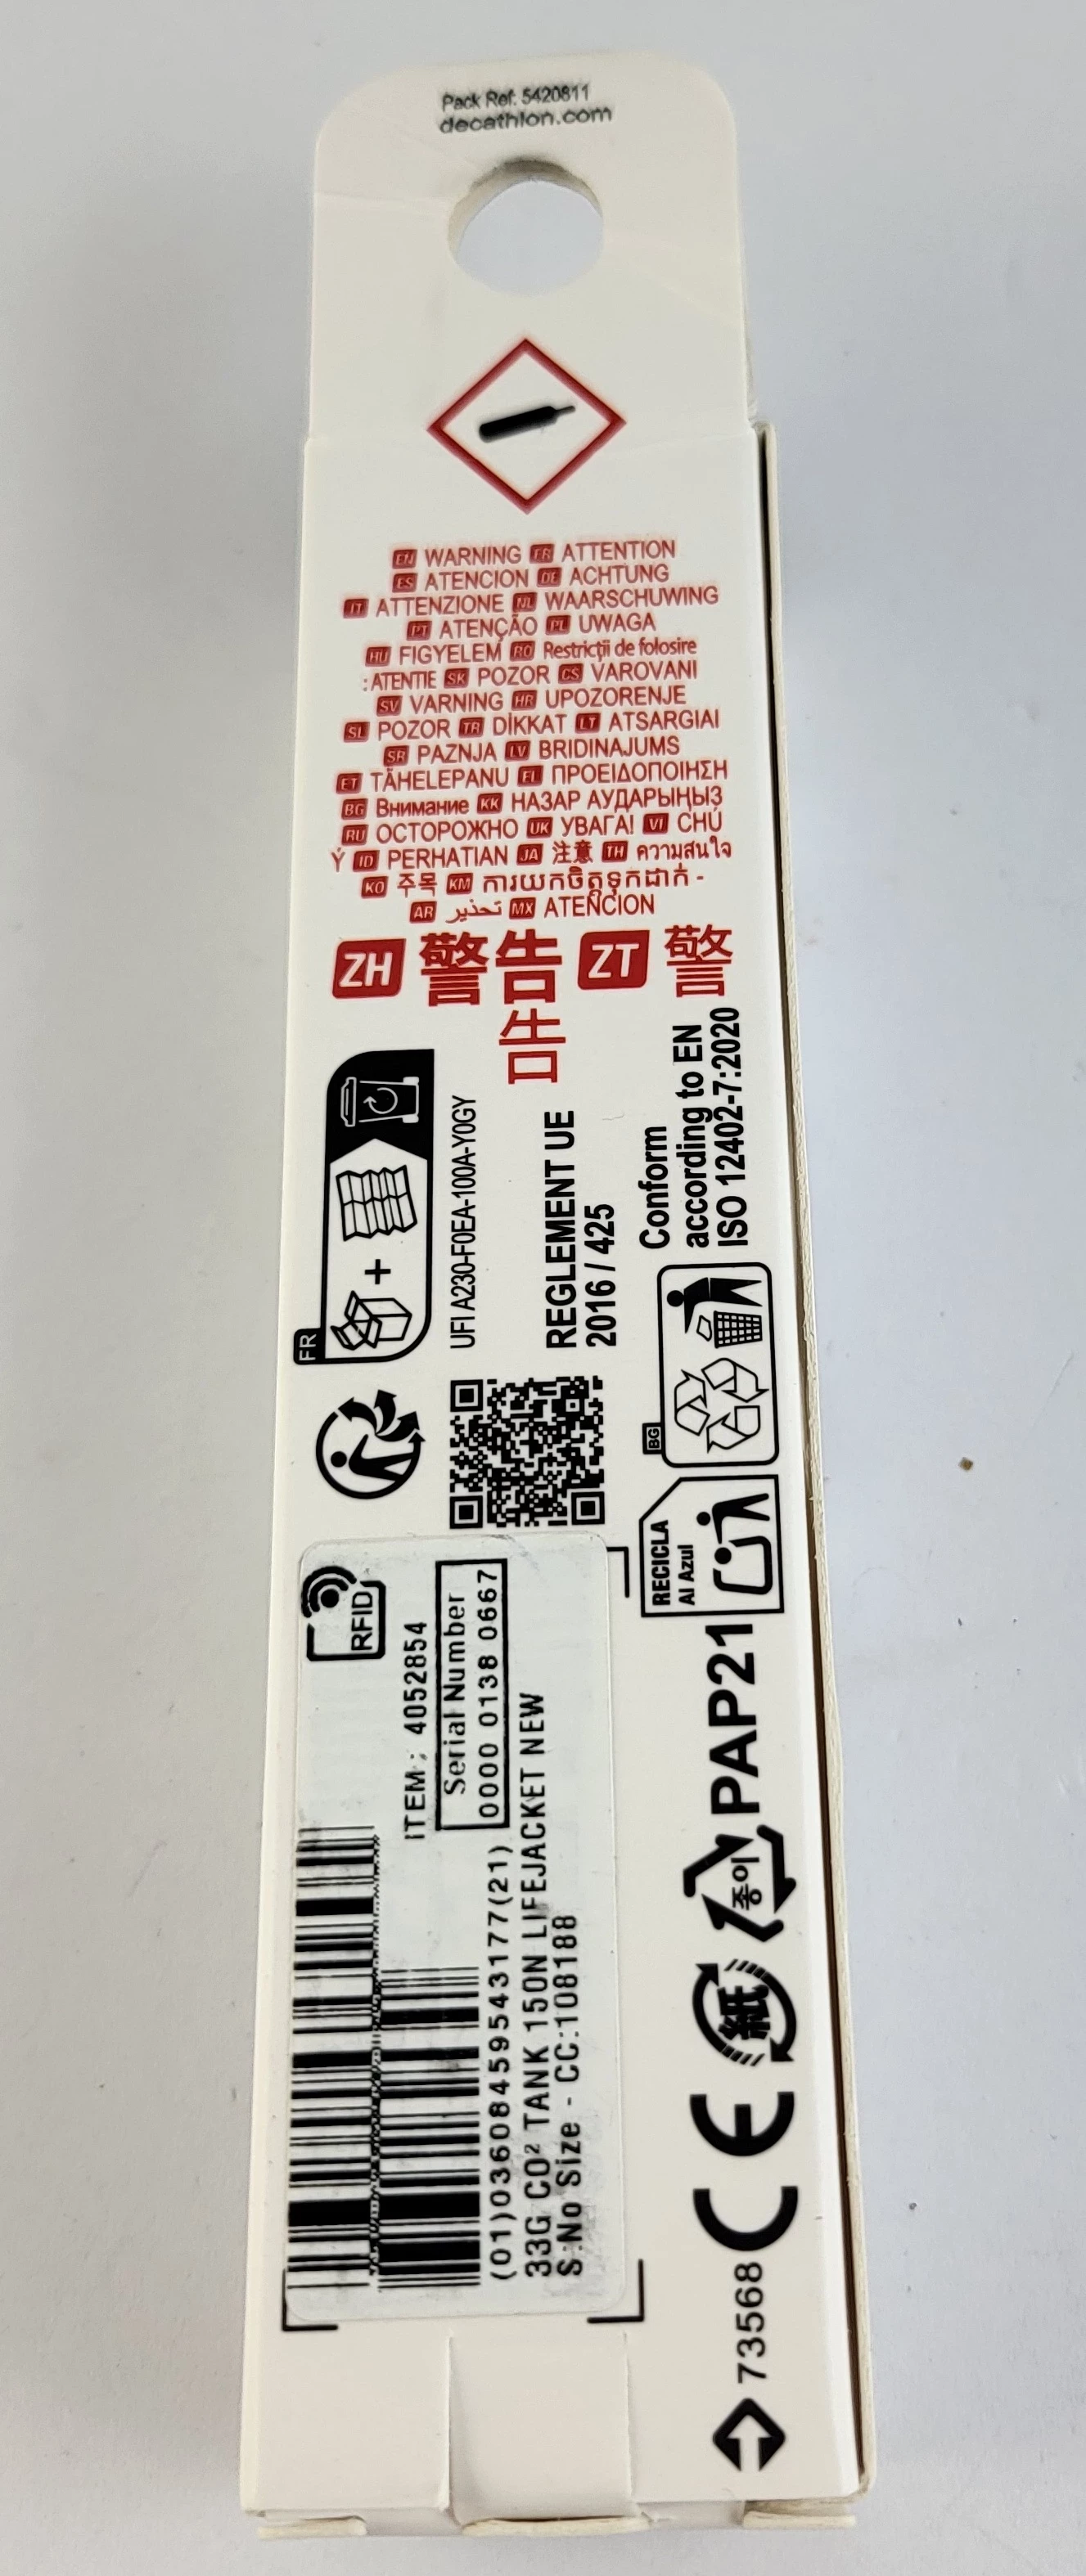 Pack Ref: 5420811
decathlon.com
EN WARNING FR ATTENTION
ES ATENCION DE ACHTUNG
IT ATTENZIONE NL WAARSCHUWING
PT ATENÇÃO PL UWAGA
HU FIGYELEM RO Restricții de folosire
: ATENTIE SK POZOR CS VAROVANI
SV VARNING HR UPOZORENJE
SL POZOR TR DİKKAT LT ATSARGIAI
SR PAZNJA LV BRIDINAJUMS
ET TÄHELEPANU EL ΠΡΟΕΙΔΟΠΟΙΗΣΗ
BG Внимание KK НАЗАР АУДАРЫҢЫЗ
RU ОСТОРОЖНО UK УВАГА! VI CHÚ
Ý ID PERHATIAN JA 注意 TH ความสนใจ
KO 주목 KM ការយកចិត្តទុកដាក់ -
AR تحذير MX ATENCION
ZH 警告 ZT 警
告
FR
UFI A230-F0EA-100A-Y0GY
REGLEMENT UE
2016 / 425
Conform
according to EN
ISO 12402-7:2020
BG
RECICLA
Al Azul
RFID
ITEM : 4052854
Serial Number
0000 0138 0667
(01)03608459543177(21)
33G CO² TANK 150N LIFEJACKET NEW
S:No Size - CC:108188
PAP21
종이
紙
CE
73568